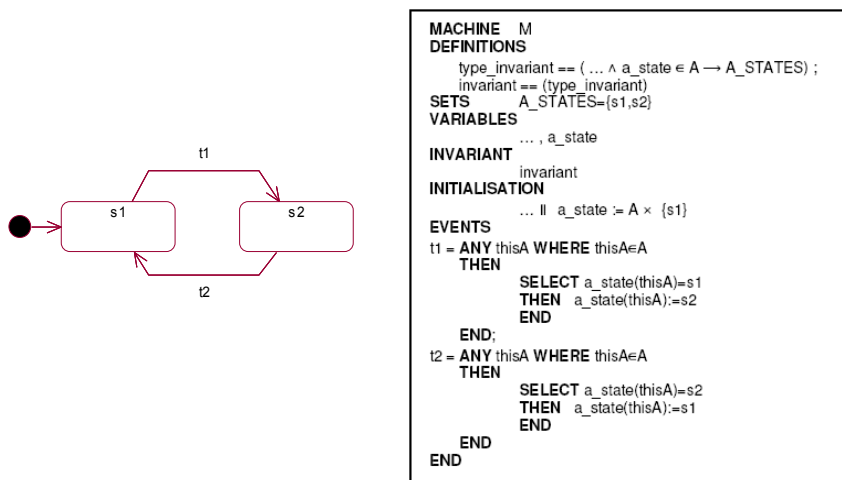 t1
s1
s2
t2
MACHINE M
DEFINITIONS
type_invariant == ( … ∧ a_state ∈ A ⟶ A_STATES) ;
invariant == (type_invariant)
SETS A_STATES={s1,s2}
VARIABLES
… , a_state
INVARIANT
invariant
INITIALISATION
… || a_state := A × {s1}
EVENTS
t1 = ANY thisA WHERE thisA∈A
THEN
SELECT a_state(thisA)=s1
THEN a_state(thisA):=s2
END
END;
t2 = ANY thisA WHERE thisA∈A
THEN
SELECT a_state(thisA)=s2
THEN a_state(thisA):=s1
END
END
END